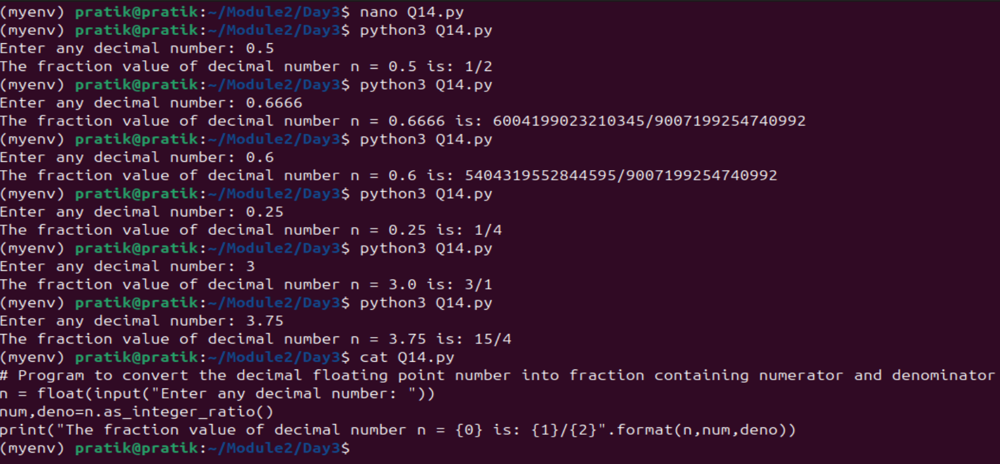 (myenv) pratik@pratik:~/Module2/Day3$ nano Q14.py
(myenv) pratik@pratik:~/Module2/Day3$ python3 Q14.py
Enter any decimal number: 0.5
The fraction value of decimal number n = 0.5 is: 1/2
(myenv) pratik@pratik:~/Module2/Day3$ python3 Q14.py
Enter any decimal number: 0.6666
The fraction value of decimal number n = 0.6666 is: 6004199023210345/9007199254740992
(myenv) pratik@pratik:~/Module2/Day3$ python3 Q14.py
Enter any decimal number: 0.6
The fraction value of decimal number n = 0.6 is: 5404319552844595/9007199254740992
(myenv) pratik@pratik:~/Module2/Day3$ python3 Q14.py
Enter any decimal number: 0.25
The fraction value of decimal number n = 0.25 is: 1/4
(myenv) pratik@pratik:~/Module2/Day3$ python3 Q14.py
Enter any decimal number: 3
The fraction value of decimal number n = 3.0 is: 3/1
(myenv) pratik@pratik:~/Module2/Day3$ python3 Q14.py
Enter any decimal number: 3.75
The fraction value of decimal number n = 3.75 is: 15/4
(myenv) pratik@pratik:~/Module2/Day3$ cat Q14.py
# Program to convert the decimal floating point number into fraction containing numerator and denominator
n = float(input("Enter any decimal number: "))
num,deno=n.as_integer_ratio()
print("The fraction value of decimal number n = {0} is: {1}/{2}".format(n,num,deno))
(myenv) pratik@pratik:~/Module2/Day3$